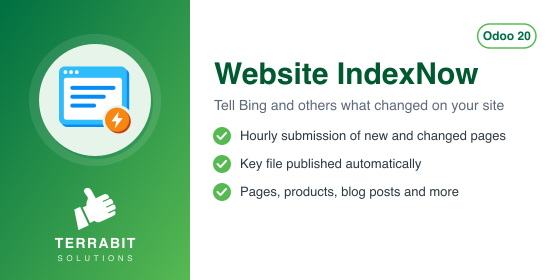 Odoo 20
Website IndexNow
Tell Bing and others what changed on your site
Hourly submission of new and changed pages
Key file published automatically
Pages, products, blog posts and more
TERRABIT
SOLUTIONS